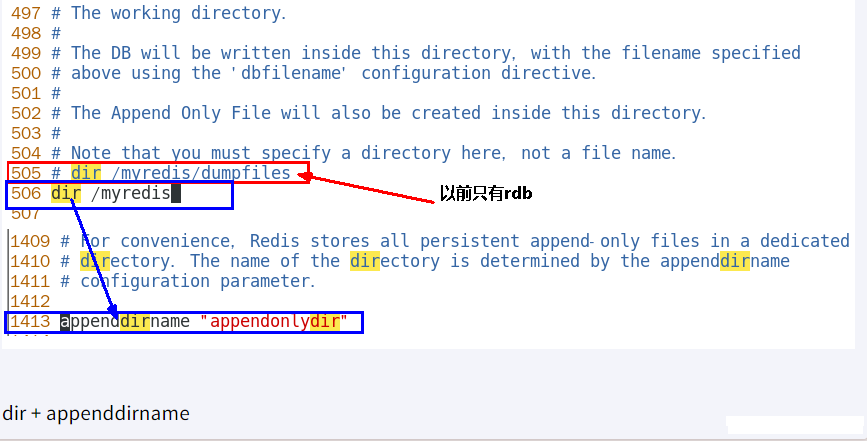 497 # The working directory.
498 #
499 # The DB will be written inside this directory, with the filename specified
500 # above using the 'dbfilename' configuration directive.
501 #
502 # The Append Only File will also be created inside this directory.
503 #
504 # Note that you must specify a directory here, not a file name.
505 # dir /myredis/dumpfiles
以前只有rdb
506 dir /myredis
507
1409 # For convenience, Redis stores all persistent append-only files in a dedicated
1410 # directory. The name of the directory is determined by the appenddirname
1411 # configuration parameter.
1412
1413 appenddirname "appendonlydir"
dir + appenddirname